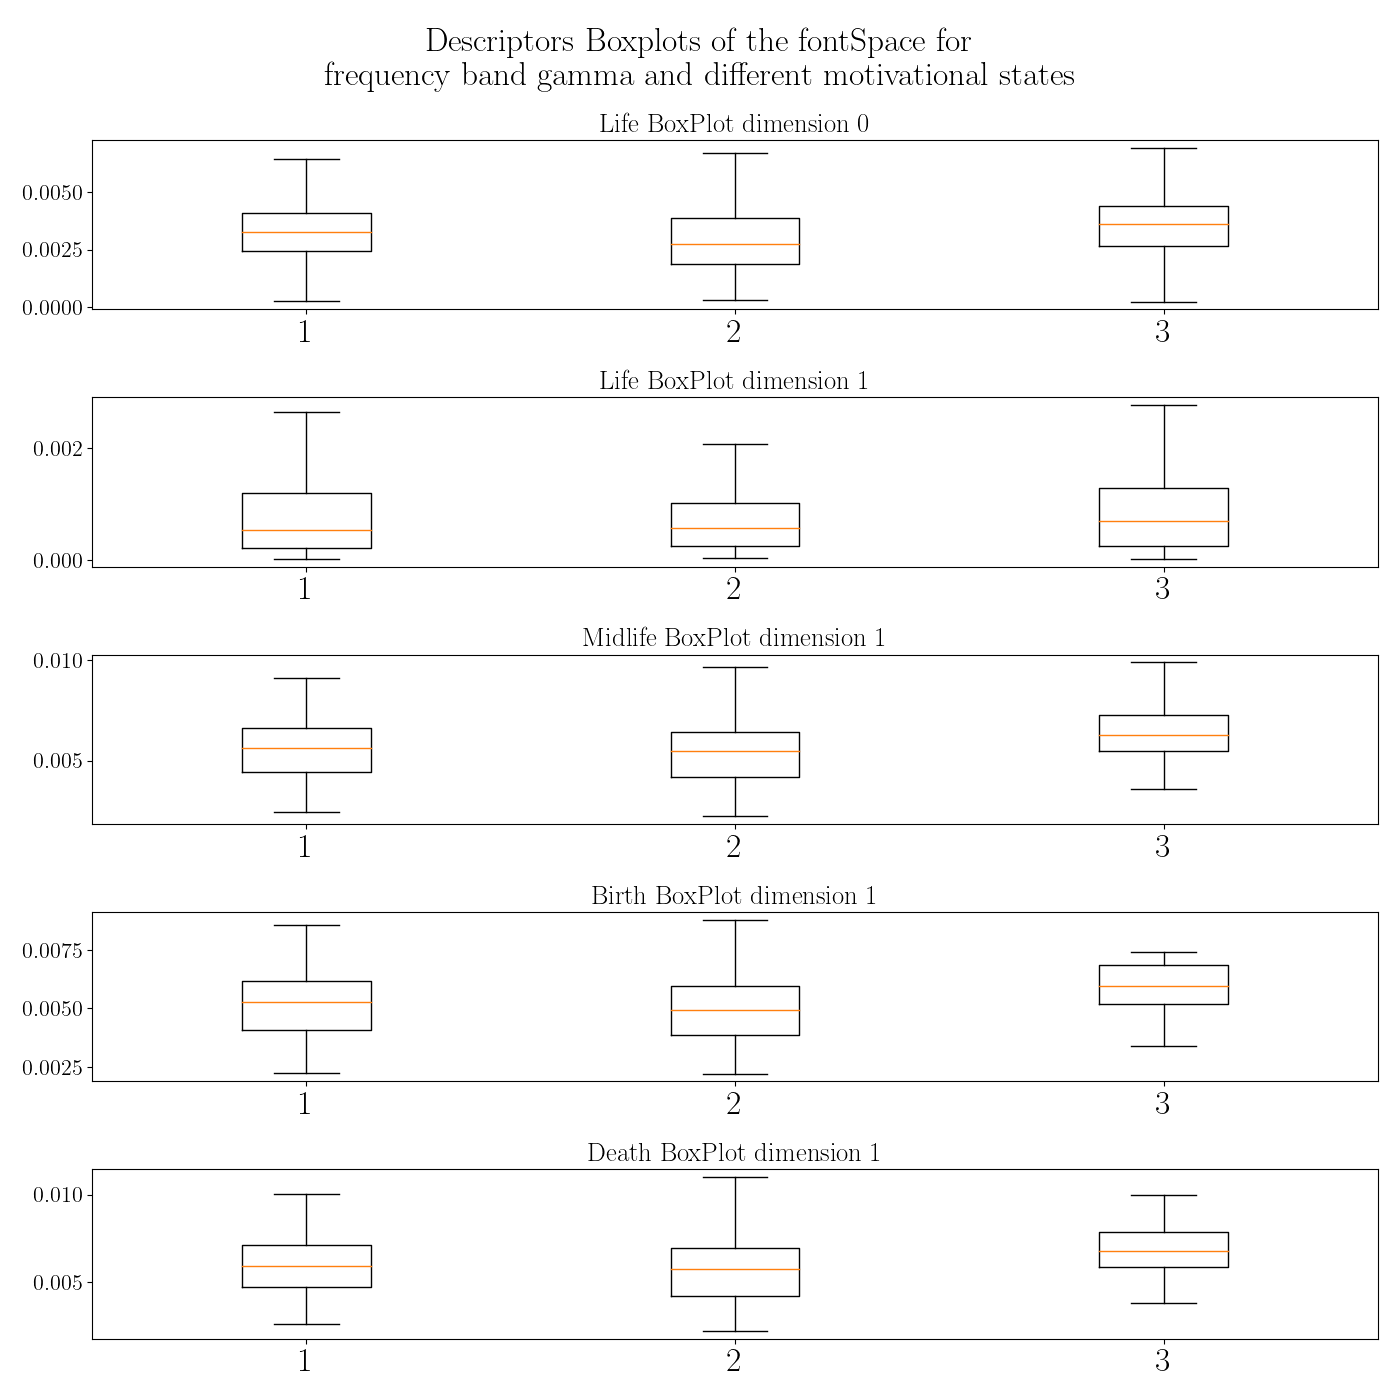 Descriptors Boxplots of the fontSpace for
frequency band gamma and different motivational states
Life BoxPlot dimension 0
0.0050
0.0025
0.0000
1 2 3
Life BoxPlot dimension 1
0.002
0.000
1 2 3
Midlife BoxPlot dimension 1
0.010
0.005
1 2 3
Birth BoxPlot dimension 1
0.0075
0.0050
0.0025
1 2 3
Death BoxPlot dimension 1
0.010
0.005
1 2 3